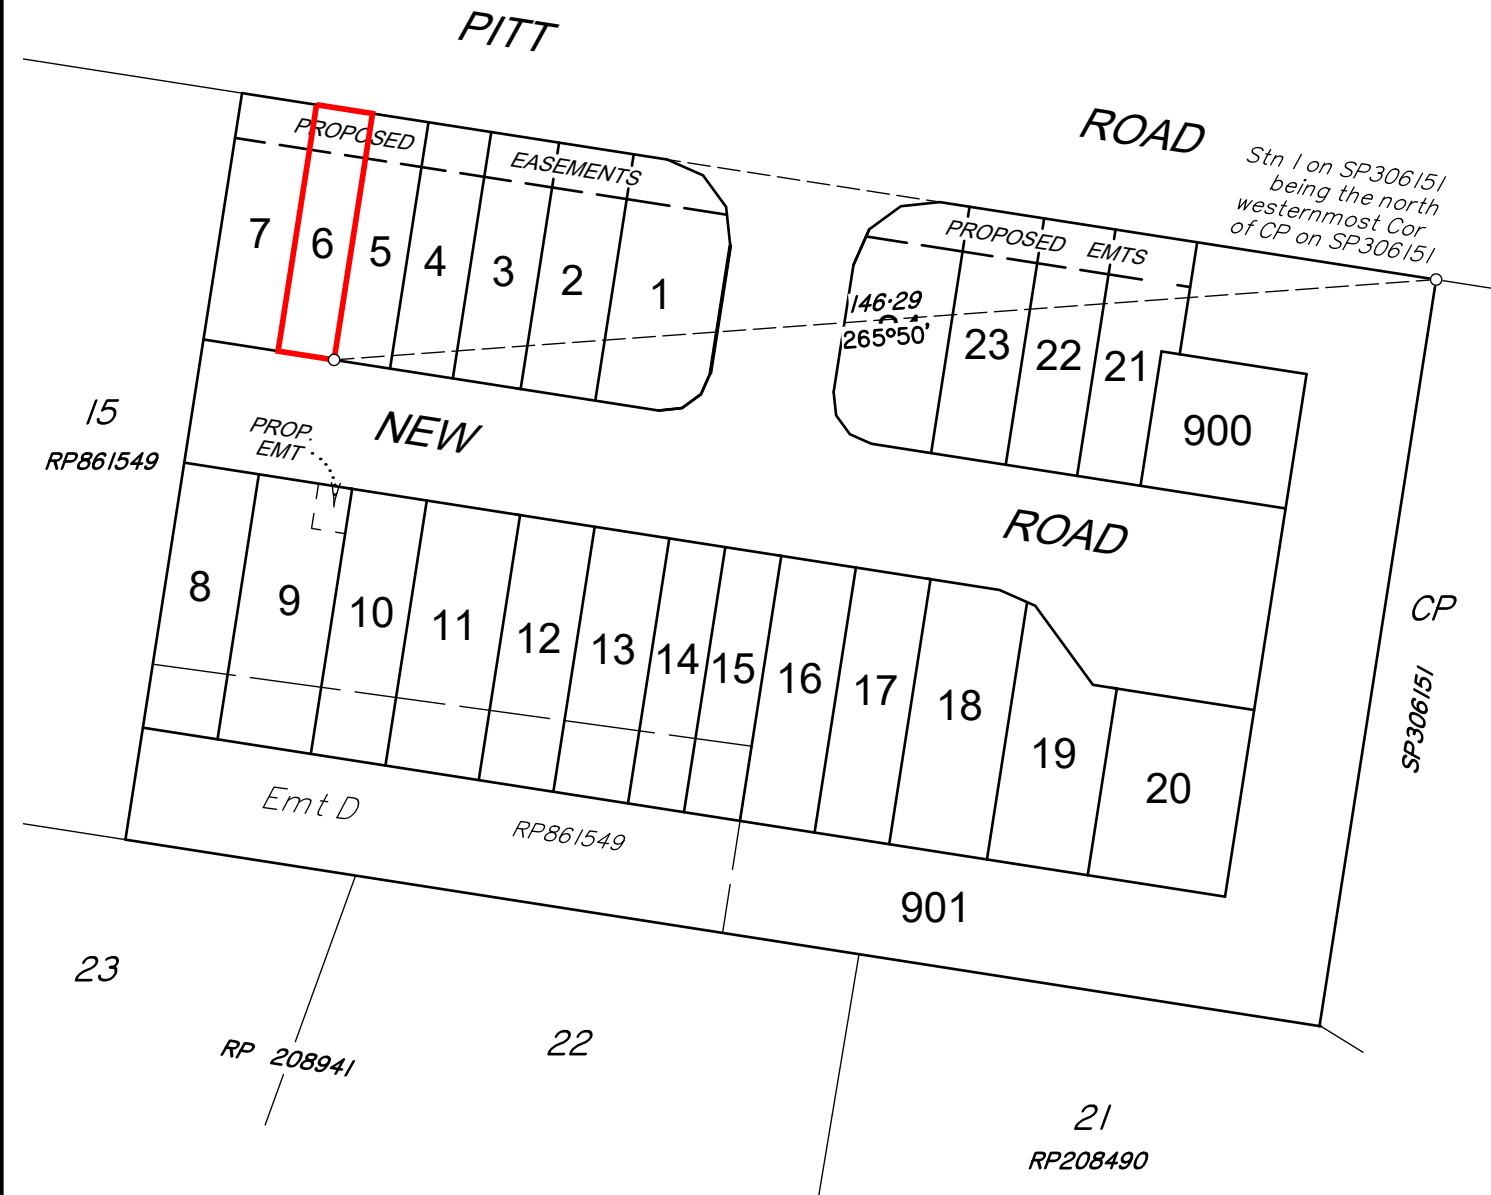 PITT
ROAD
Stn 1 on SP306151
being the north
westernmost Cor
of CP on SP306151
PROPOSED
EASEMENTS
PROPOSED EMTS
7
6
5
4
3
2
1
146·29
265°50'
23
22
21
900
15
RP861549
PROP.
EMT
NEW
ROAD
8
9
10
11
12
13
14
15
16
17
18
19
20
CP
SP306151
Emt D
RP861549
901
23
RP 208941
22
21
RP208490